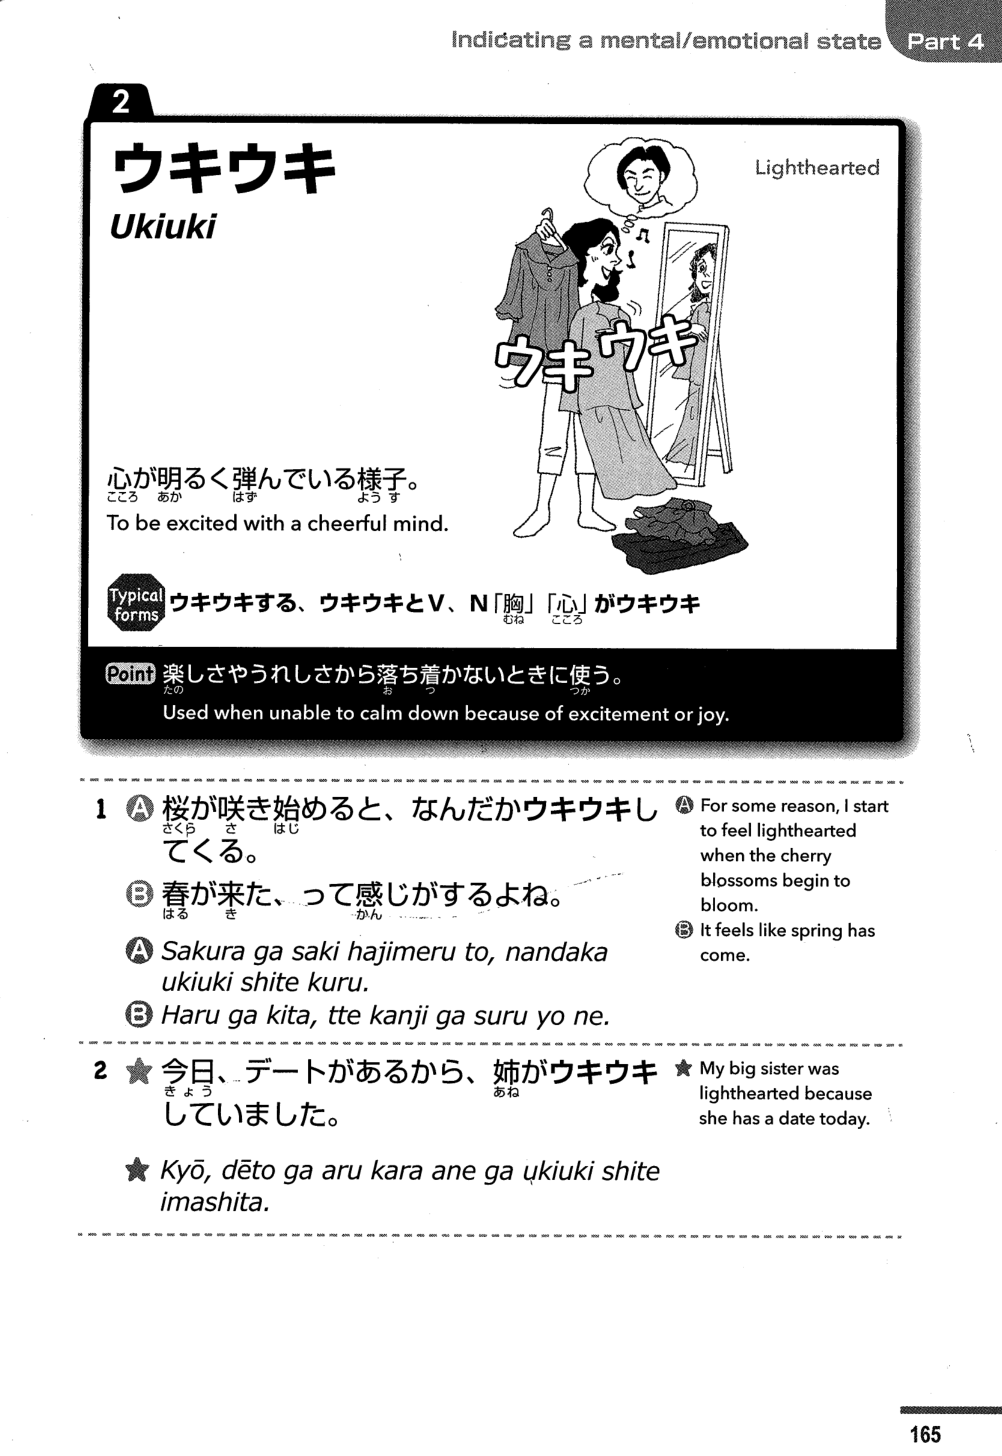 Indicating a mental/emotional state Part 4
2
ウキウキ
Ukiuki
Lighthearted
ウキウキ
心が明るく弾んでいる様子。
こころ あか はず よう す
To be excited with a cheerful mind.
Typical forms ウキウキする、ウキウキとV、N「胸」「心」がウキウキ
むね こころ
Point 楽しさやうれしさから落ち着かないときに使う。
たの お つ つか
Used when unable to calm down because of excitement or joy.
1 A 桜が咲き始めると、なんだかウキウキし
さくら さ はじ
てくる。
B 春が来た、って感じがするよね。
はる き かん
A Sakura ga saki hajimeru to, nandaka
ukiuki shite kuru.
B Haru ga kita, tte kanji ga suru yo ne.
A For some reason, I start
to feel lighthearted
when the cherry
blossoms begin to
bloom.
B It feels like spring has
come.
2 ★ 今日、デートがあるから、姉がウキウキ
きょう あね
していました。
★ Kyō, dēto ga aru kara ane ga ukiuki shite
imashita.
★ My big sister was
lighthearted because
she has a date today.
165